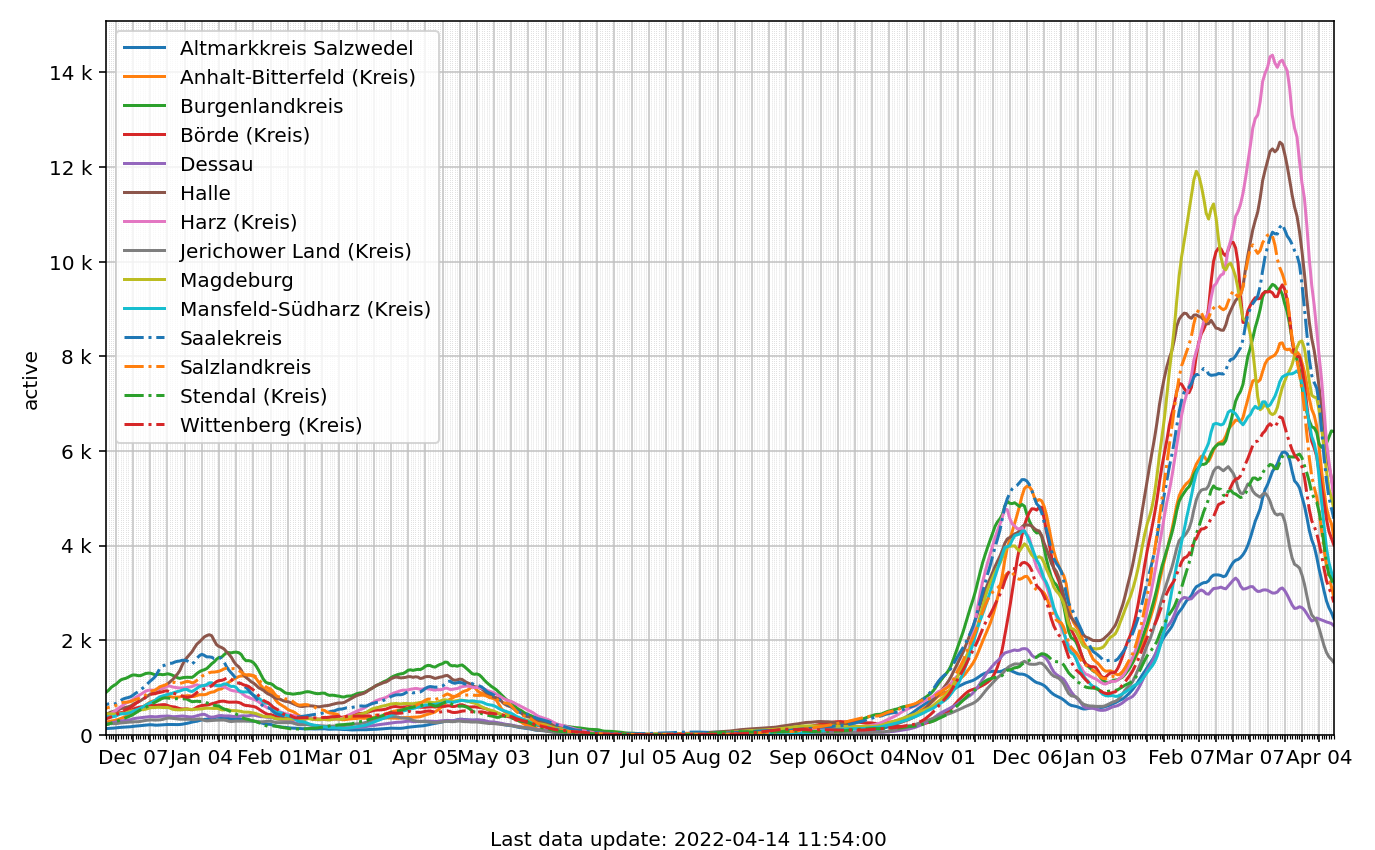 14 k
12 k
10 k
8 k
6 k
4 k
2 k
0
active
Altmarkkreis Salzwedel
Anhalt-Bitterfeld (Kreis)
Burgenlandkreis
Börde (Kreis)
Dessau
Halle
Harz (Kreis)
Jerichower Land (Kreis)
Magdeburg
Mansfeld-Südharz (Kreis)
Saalekreis
Salzlandkreis
Stendal (Kreis)
Wittenberg (Kreis)
Dec 07 Jan 04 Feb 01 Mar 01 Apr 05 May 03 Jun 07 Jul 05 Aug 02 Sep 06 Oct 04 Nov 01 Dec 06 Jan 03 Feb 07 Mar 07 Apr 04
Last data update: 2022-04-14 11:54:00